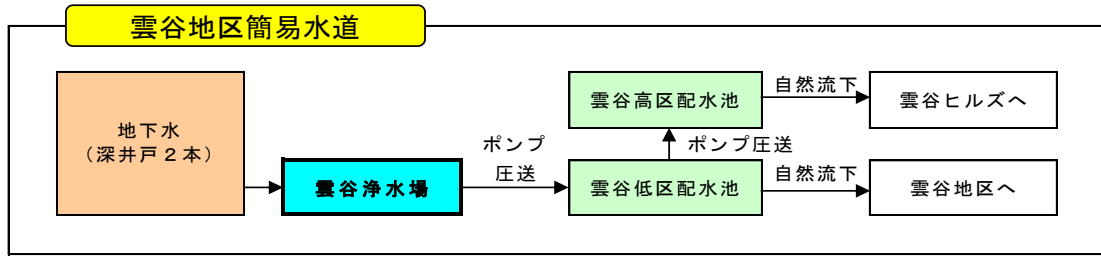 雲谷地区簡易水道
地下水
（深井戸２本）
雲谷浄水場
ポンプ
圧送
雲谷高区配水池
自然流下
雲谷ヒルズへ
ポンプ圧送
雲谷低区配水池
自然流下
雲谷地区へ